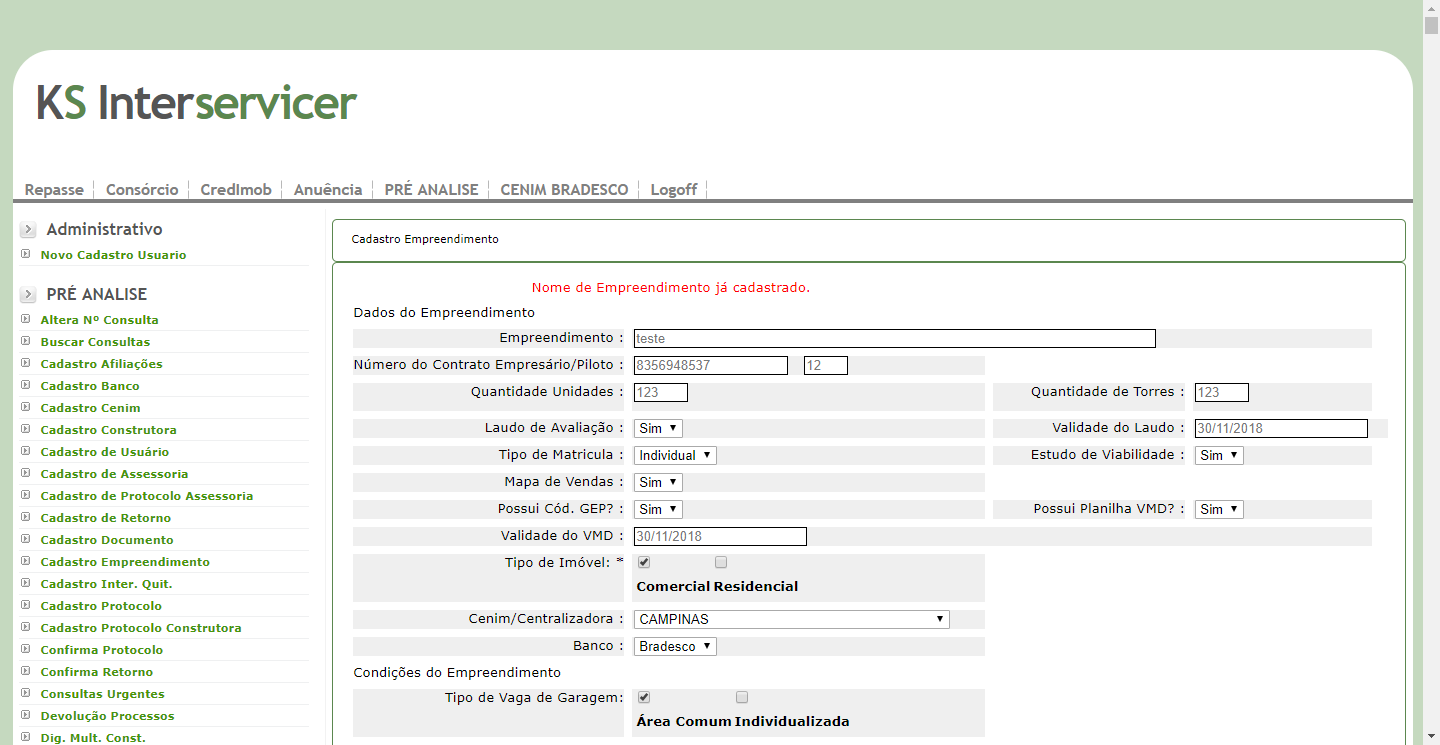 KS Interservicer
Repasse Consórcio CredImob Anuência PRÉ ANALISE CENIM BRADESCO Logoff
Administrativo
Novo Cadastro Usuario
PRÉ ANALISE
Altera Nº Consulta
Buscar Consultas
Cadastro Afiliações
Cadastro Banco
Cadastro Cenim
Cadastro Construtora
Cadastro de Usuário
Cadastro de Assessoria
Cadastro de Protocolo Assessoria
Cadastro de Retorno
Cadastro Documento
Cadastro Empreendimento
Cadastro Inter. Quit.
Cadastro Protocolo
Cadastro Protocolo Construtora
Confirma Protocolo
Confirma Retorno
Consultas Urgentes
Devolução Processos
Dig. Mult. Const.
Cadastro Empreendimento
Nome de Empreendimento já cadastrado.
Dados do Empreendimento
Empreendimento : teste
Número do Contrato Empresário/Piloto : 8356948537 12
Quantidade Unidades : 123 Quantidade de Torres : 123
Laudo de Avaliação : Sim Validade do Laudo : 30/11/2018
Tipo de Matricula : Individual Estudo de Viabilidade : Sim
Mapa de Vendas : Sim
Possui Cód. GEP? : Sim Possui Planilha VMD? : Sim
Validade do VMD : 30/11/2018
Tipo de Imóvel: *
Comercial Residencial
Cenim/Centralizadora : CAMPINAS
Banco : Bradesco
Condições do Empreendimento
Tipo de Vaga de Garagem:
Área Comum Individualizada